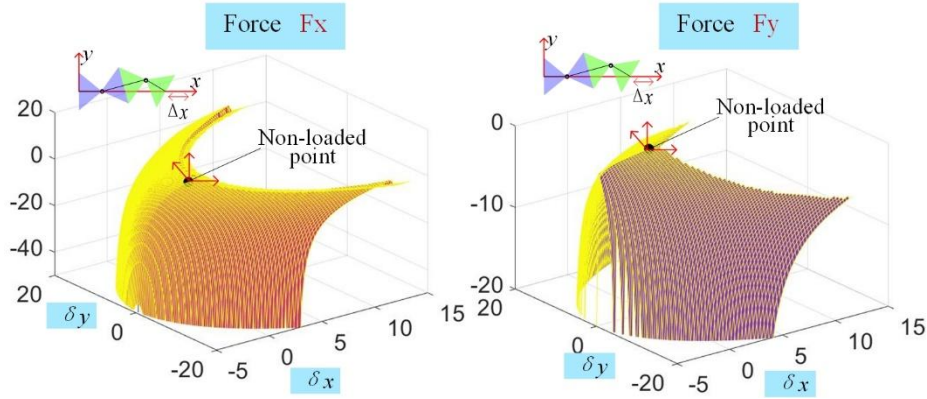 Force Fx
y
x
Δx
Non-loaded
point
20
0
-20
-40
20
0
-20
δy
-5
0
5
10
15
δx
Force Fy
y
x
Δx
Non-loaded
point
0
-10
-20
20
0
-20
δy
-5
0
5
10
15
δx